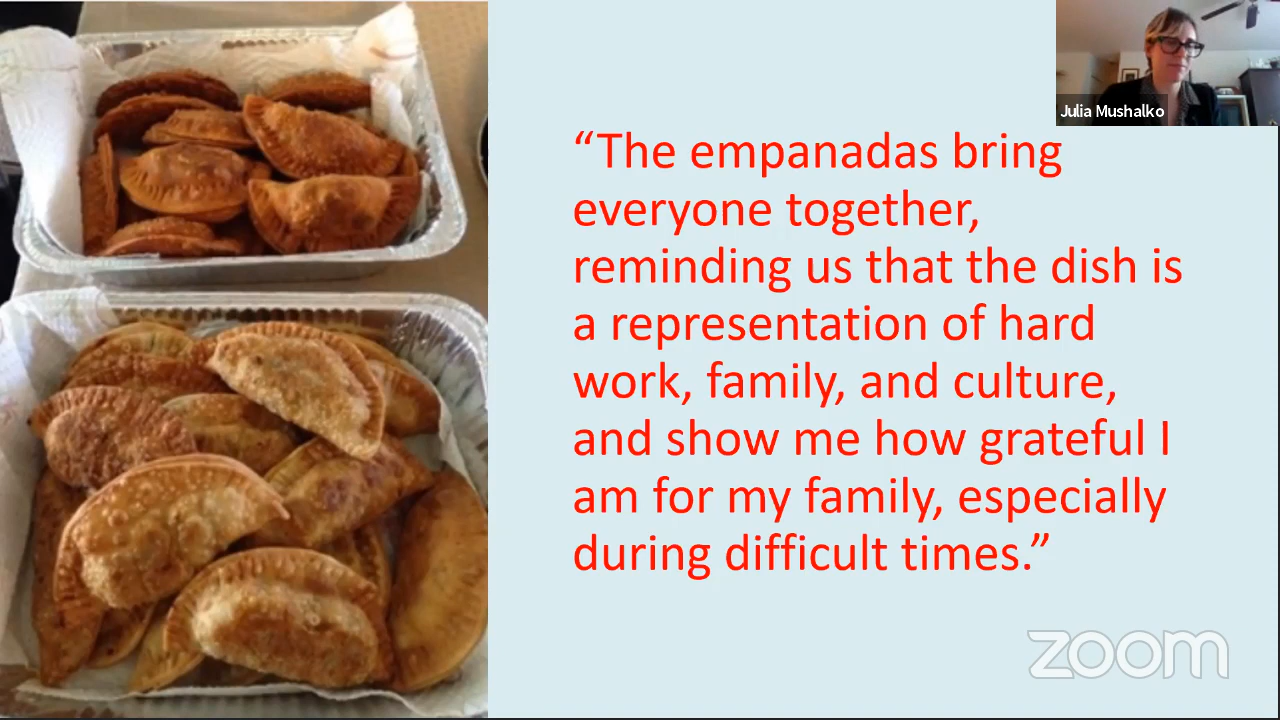 Julia Mushalko
“The empanadas bring
everyone together,
reminding us that the dish is
a representation of hard
work, family, and culture,
and show me how grateful I
am for my family, especially
during difficult times.”
zoom